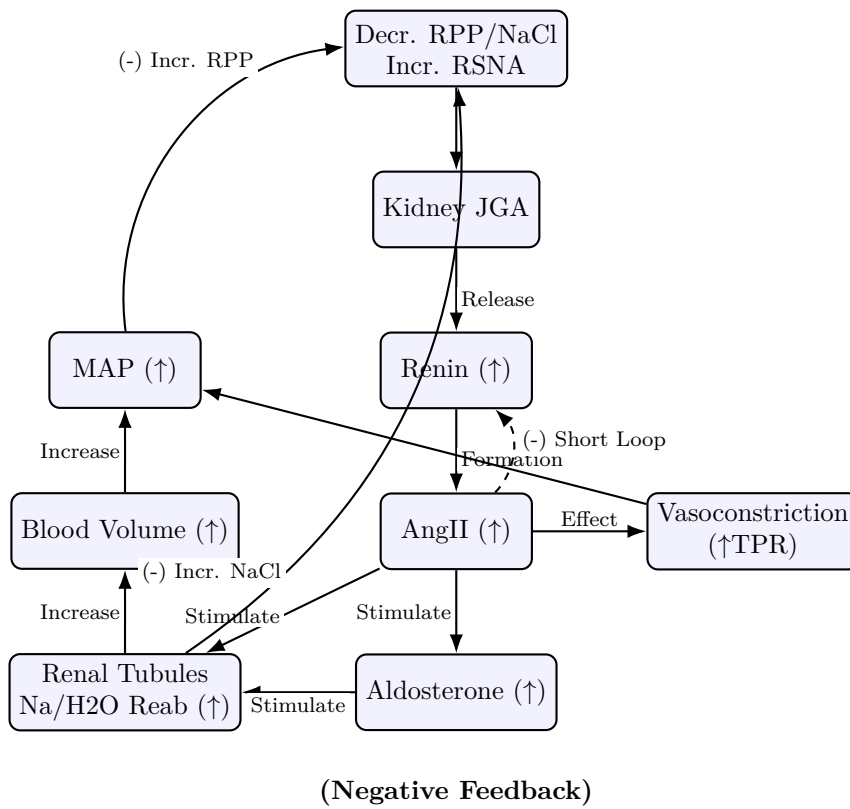 Decr. RPP/NaCl
Incr. RSNA
(-) Incr. RPP
Kidney JGA
Release
MAP (↑)
Renin (↑)
(-) Short Loop
Formation
Increase
Blood Volume (↑)
AngII (↑)
Effect
Vasoconstriction
(↑TPR)
(-) Incr. NaCl
Increase
Stimulate
Stimulate
Renal Tubules
Na/H2O Reab (↑)
Stimulate
Aldosterone (↑)
(Negative Feedback)